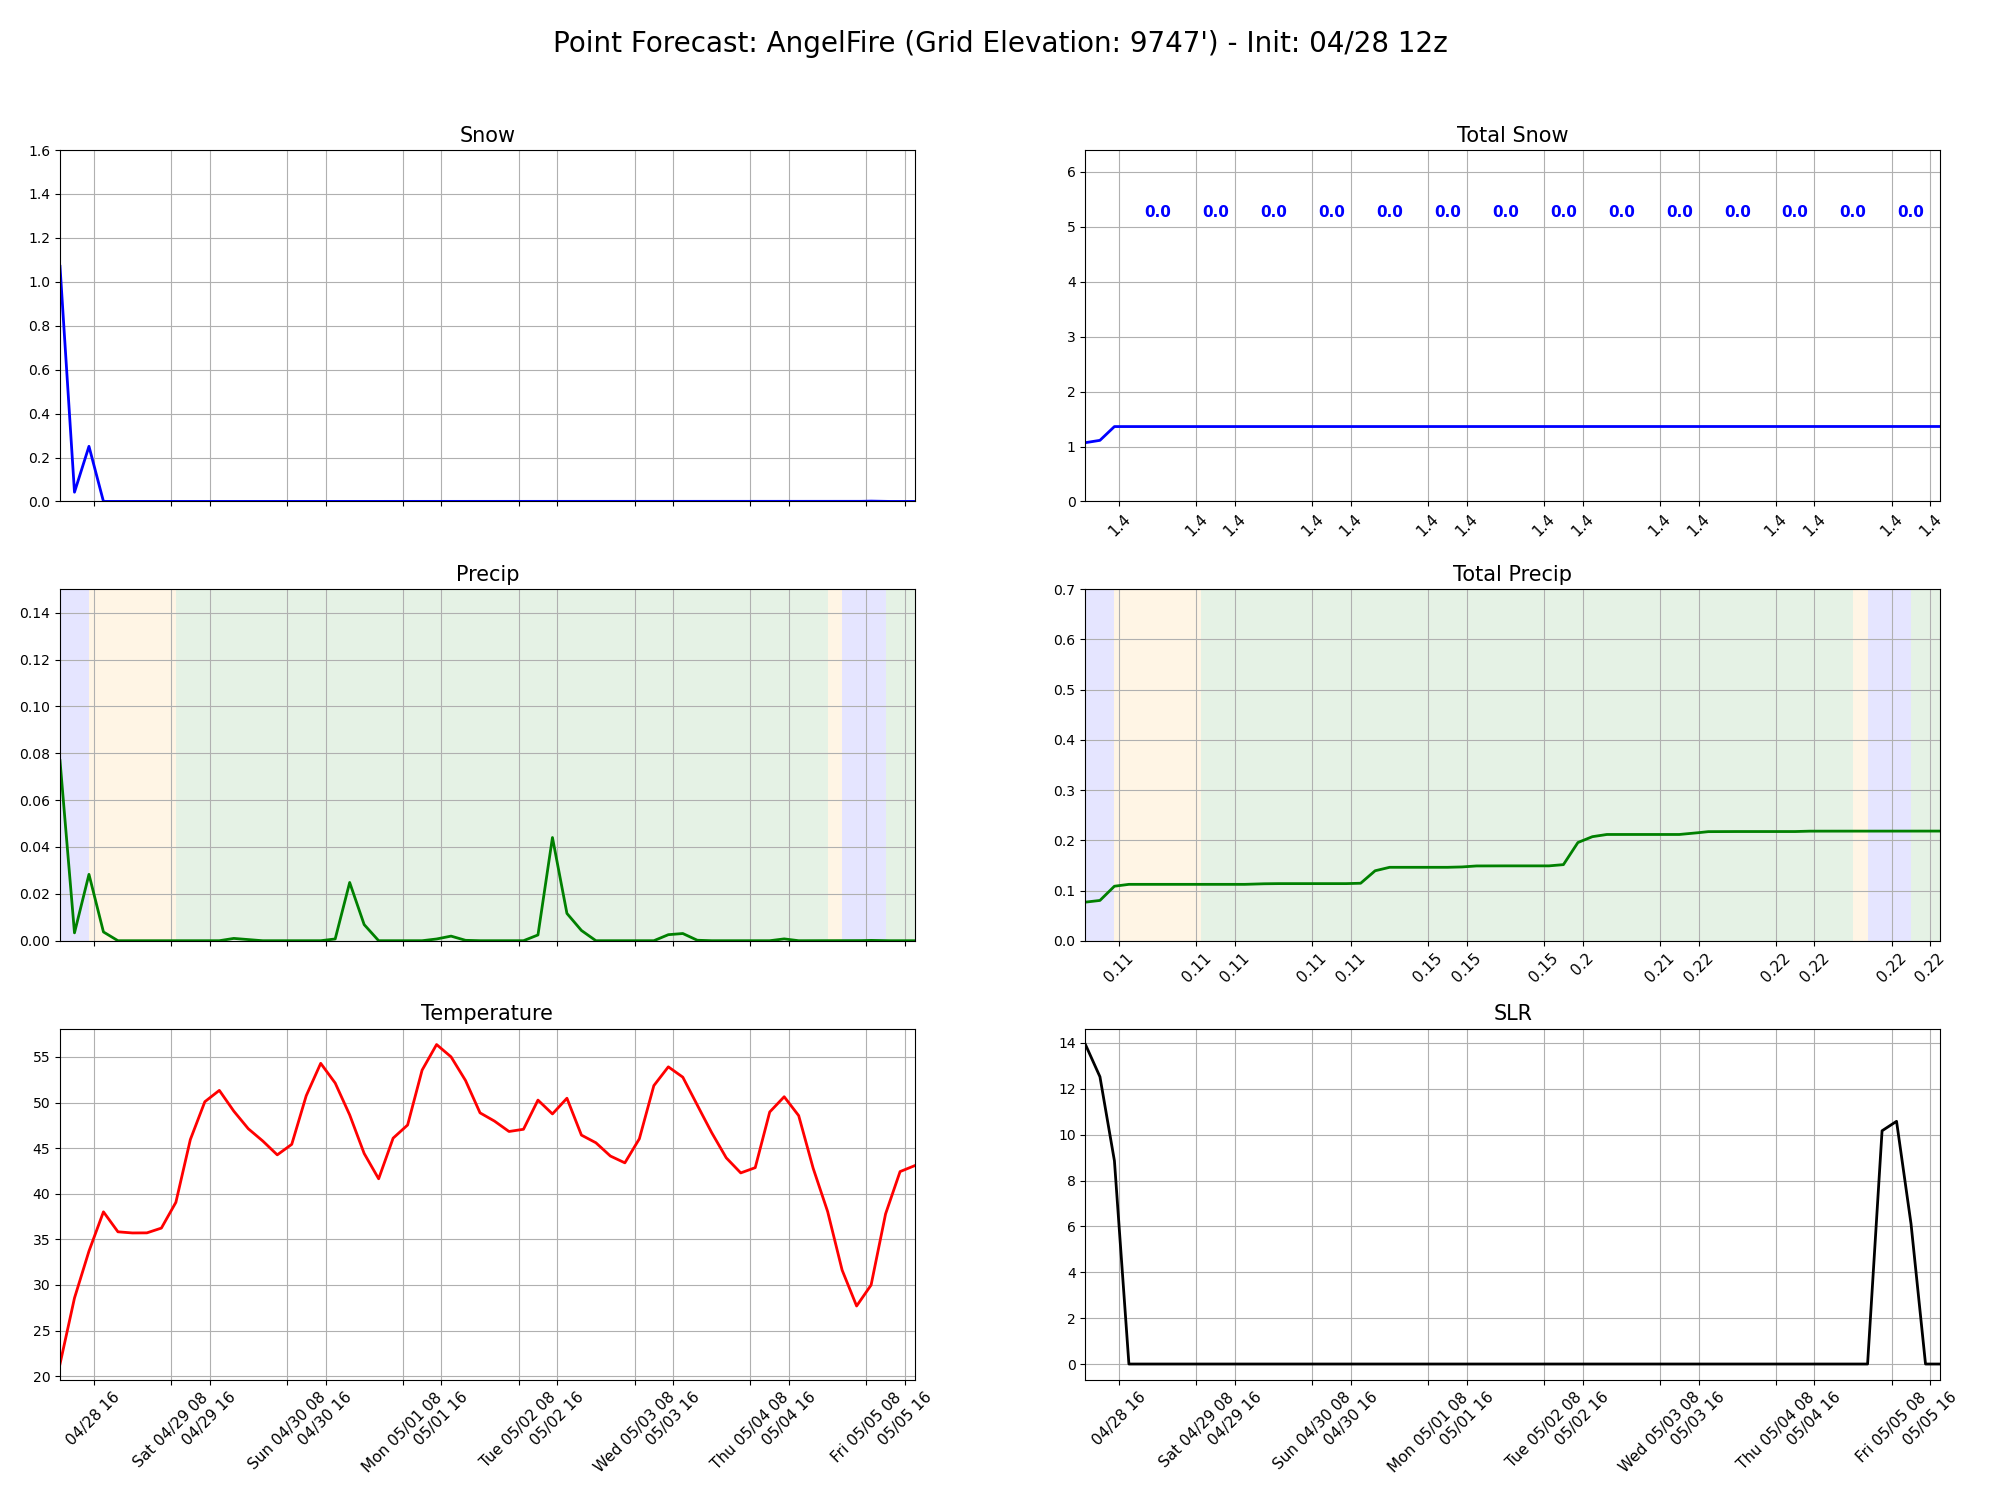 Point Forecast: AngelFire (Grid Elevation: 9747') - Init: 04/28 12z
Snow
1.6
1.4
1.2
1.0
0.8
0.6
0.4
0.2
0.0
Total Snow
6
5
4
3
2
1
0
0.0 0.0 0.0 0.0 0.0 0.0 0.0 0.0 0.0 0.0 0.0 0.0 0.0 0.0
1.4 1.4 1.4 1.4 1.4 1.4 1.4 1.4 1.4 1.4 1.4 1.4 1.4 1.4 1.4
Precip
0.14
0.12
0.10
0.08
0.06
0.04
0.02
0.00
Total Precip
0.7
0.6
0.5
0.4
0.3
0.2
0.1
0.0
0.11 0.11 0.11 0.11 0.11 0.15 0.15 0.15 0.2 0.21 0.22 0.22 0.22 0.22 0.22
Temperature
55
50
45
40
35
30
25
20
04/28 16
Sat 04/29 08
04/29 16
Sun 04/30 08
04/30 16
Mon 05/01 08
05/01 16
Tue 05/02 08
05/02 16
Wed 05/03 08
05/03 16
Thu 05/04 08
05/04 16
Fri 05/05 08
05/05 16
SLR
14
12
10
8
6
4
2
0
04/28 16
Sat 04/29 08
04/29 16
Sun 04/30 08
04/30 16
Mon 05/01 08
05/01 16
Tue 05/02 08
05/02 16
Wed 05/03 08
05/03 16
Thu 05/04 08
05/04 16
Fri 05/05 08
05/05 16